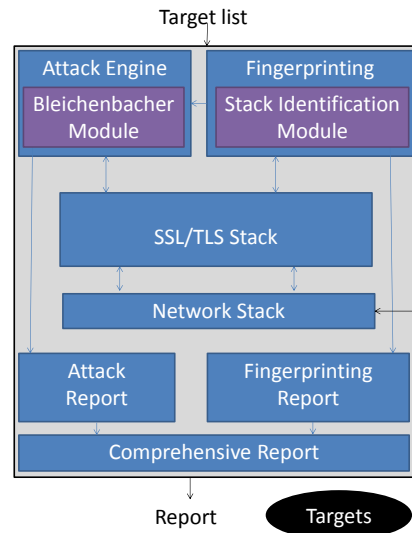 Target list
Attack Engine
Fingerprinting
Bleichenbacher
Module
Stack Identification
Module
SSL/TLS Stack
Network Stack
Attack
Report
Fingerprinting
Report
Comprehensive Report
Report
Targets